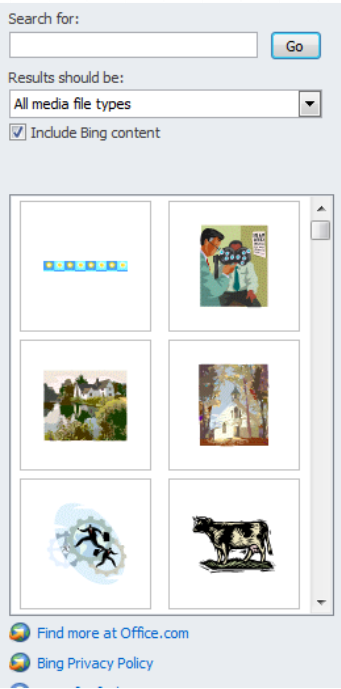 Search for:
Go
Results should be:
All media file types
Include Bing content
Find more at Office.com
Bing Privacy Policy